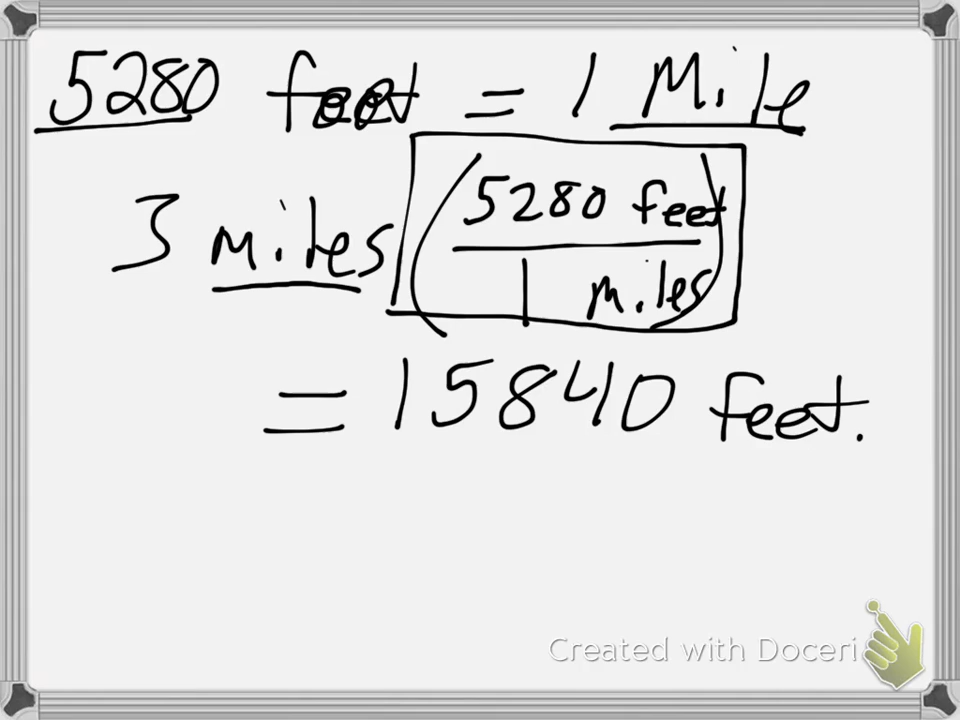 5280 feet = 1 Mile
3 miles (5280 feet / 1 miles)
= 15840 feet.
Created with Doceri